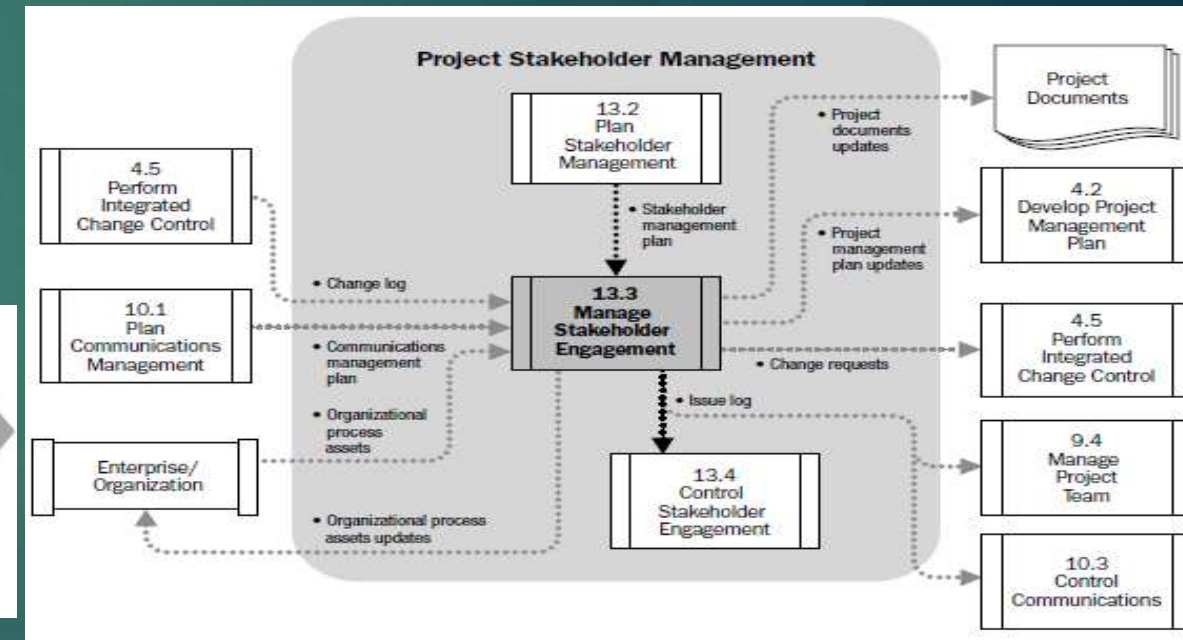 Project Stakeholder Management
13.2
Plan
Stakeholder
Management
• Project
documents
updates
Project
Documents
4.5
Perform
Integrated
Change Control
• Stakeholder
management
plan
• Project
management
plan updates
4.2
Develop Project
Management
Plan
• Change log
13.3
Manage
Stakeholder
Engagement
10.1
Plan
Communications
Management
• Communications
management
plan
• Change requests
4.5
Perform
Integrated
Change Control
• Organizational
process
assets
• Issue log
Enterprise/
Organization
13.4
Control
Stakeholder
Engagement
9.4
Manage
Project
Team
• Organizational process
assets updates
10.3
Control
Communications